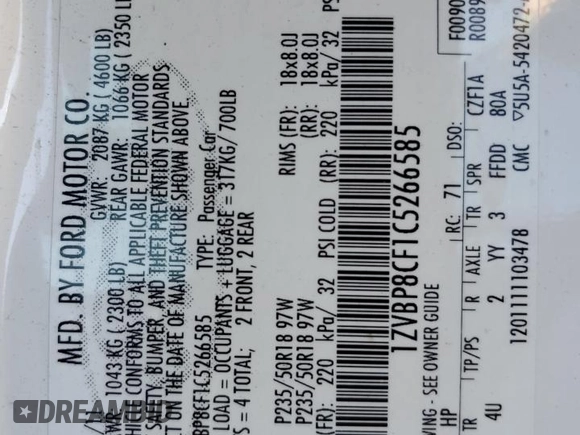 MFD. BY FORD MOTOR CO.
GVWR: 2087 KG ( 4600 LB)
1043 KG ( 2300 LB) REAR GAWR: 1066 KG ( 2350 L
CONFORMS TO ALL APPLICABLE FEDERAL MOTOR
SAFETY, BUMPER, AND THEFT PREVENTION STANDARDS
ON THE DATE OF MANUFACTURE SHOWN ABOVE.
BP8CF1C5266585 TYPE: Passenger Car
LOAD = OCCUPANTS + LUGGAGE = 317KG/ 700LB
= 4 TOTAL; 2 FRONT, 2 REAR
P235/50R18 97W RIMS (FR): 18x8.0J
P235/50R18 97W (RR): 18x8.0J
(FR): 220 kPa/ 32 PSI COLD (RR): 220 kPa/ 32 PS
1ZVBP8CF1C5266585
- SEE OWNER GUIDE
HP RC: 71 DSO: F0090
R0089
TR TP/PS R AXLE TR SPR CZF1A
4U 2 YY 3 FFDD 80A
1201111103478 CMC ▽5U5A-5420472-
DREAMBID